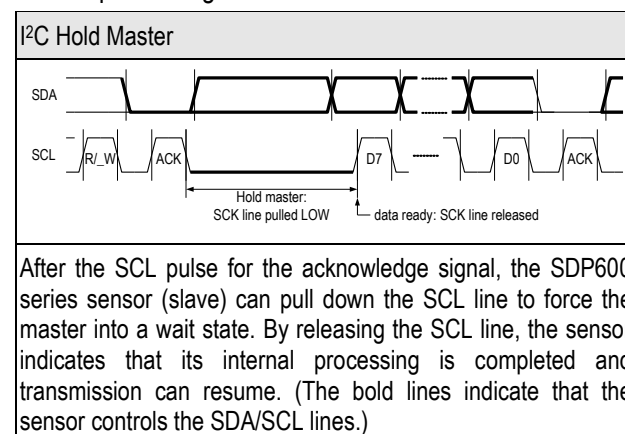 I²C Hold Master
SDA
SCL R/_W ACK D7 D0 ACK
Hold master:
SCK line pulled LOW
data ready: SCK line released
After the SCL pulse for the acknowledge signal, the SDP600
series sensor (slave) can pull down the SCL line to force the
master into a wait state. By releasing the SCL line, the sensor
indicates that its internal processing is completed and
transmission can resume. (The bold lines indicate that the
sensor controls the SDA/SCL lines.)